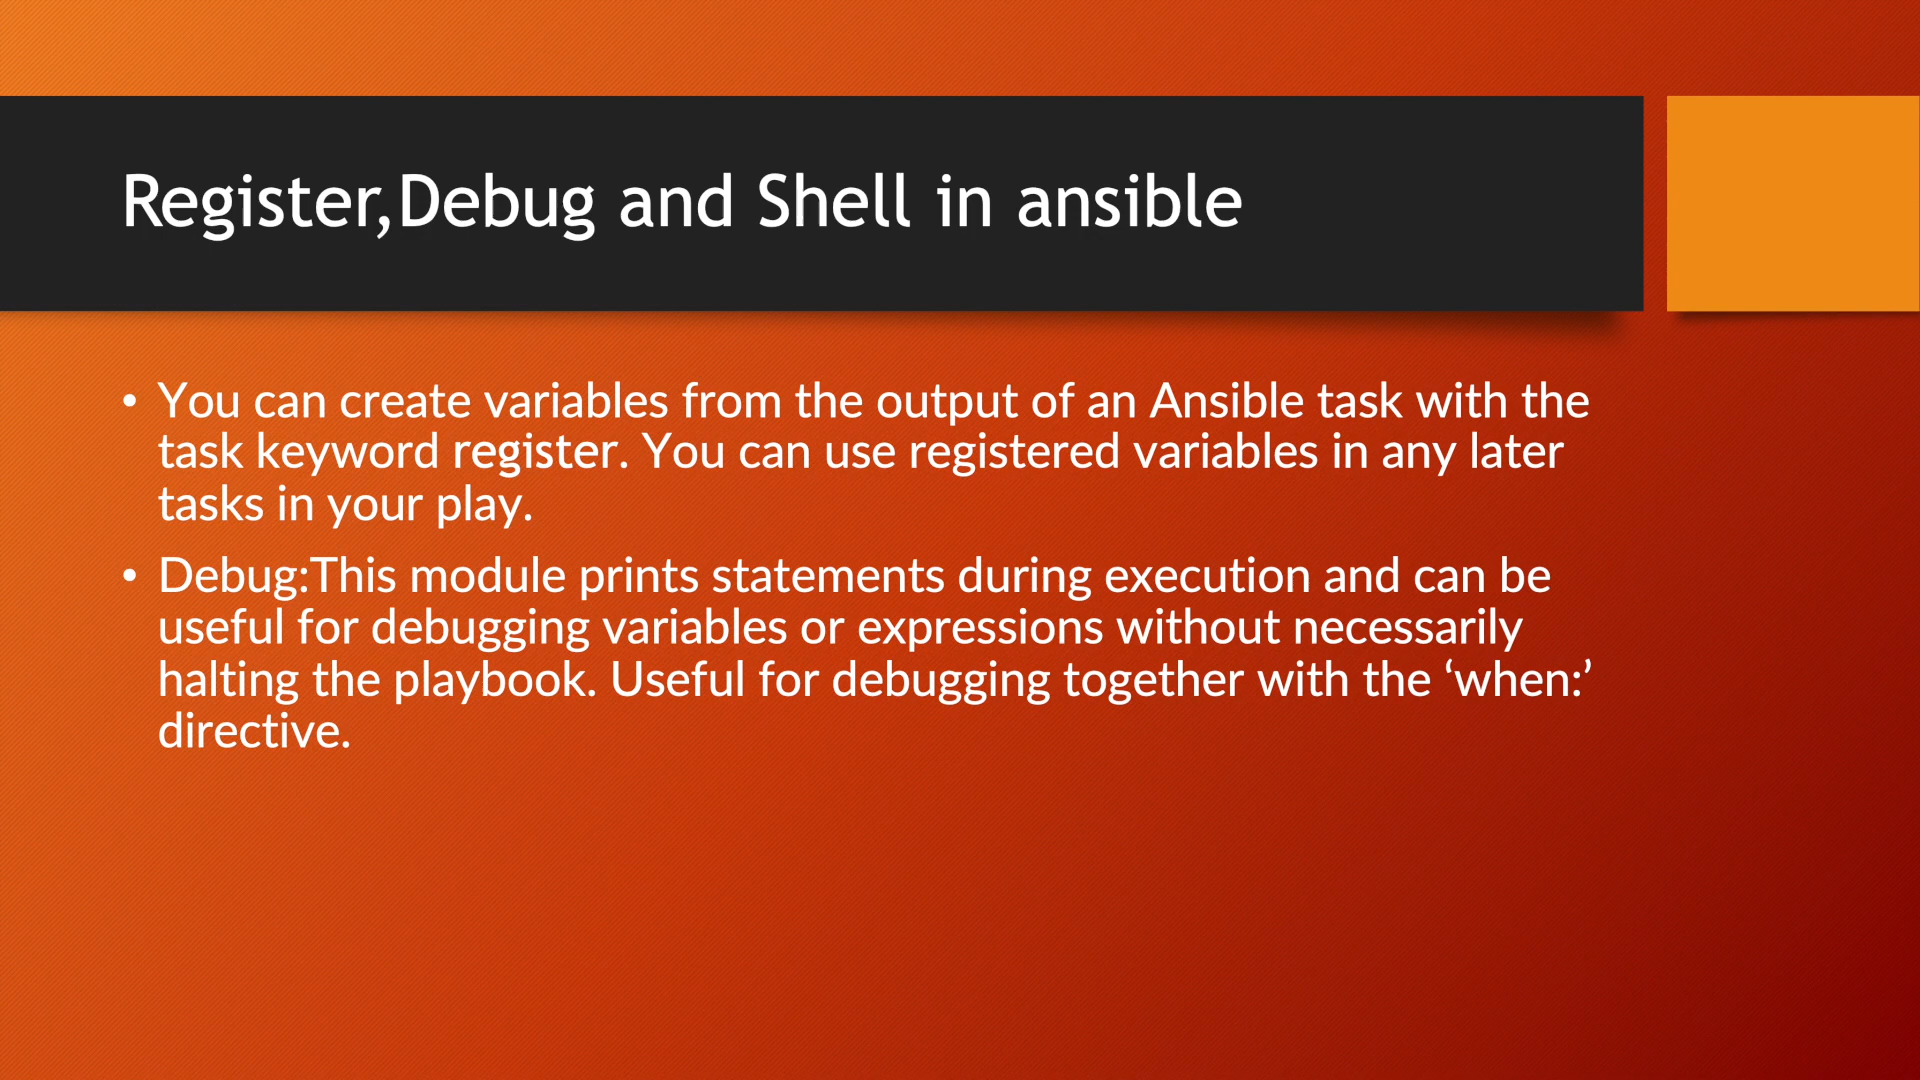 Register,Debug and Shell in ansible
• You can create variables from the output of an Ansible task with the
task keyword register. You can use registered variables in any later
tasks in your play.
• Debug:This module prints statements during execution and can be
useful for debugging variables or expressions without necessarily
halting the playbook. Useful for debugging together with the ‘when:’
directive.